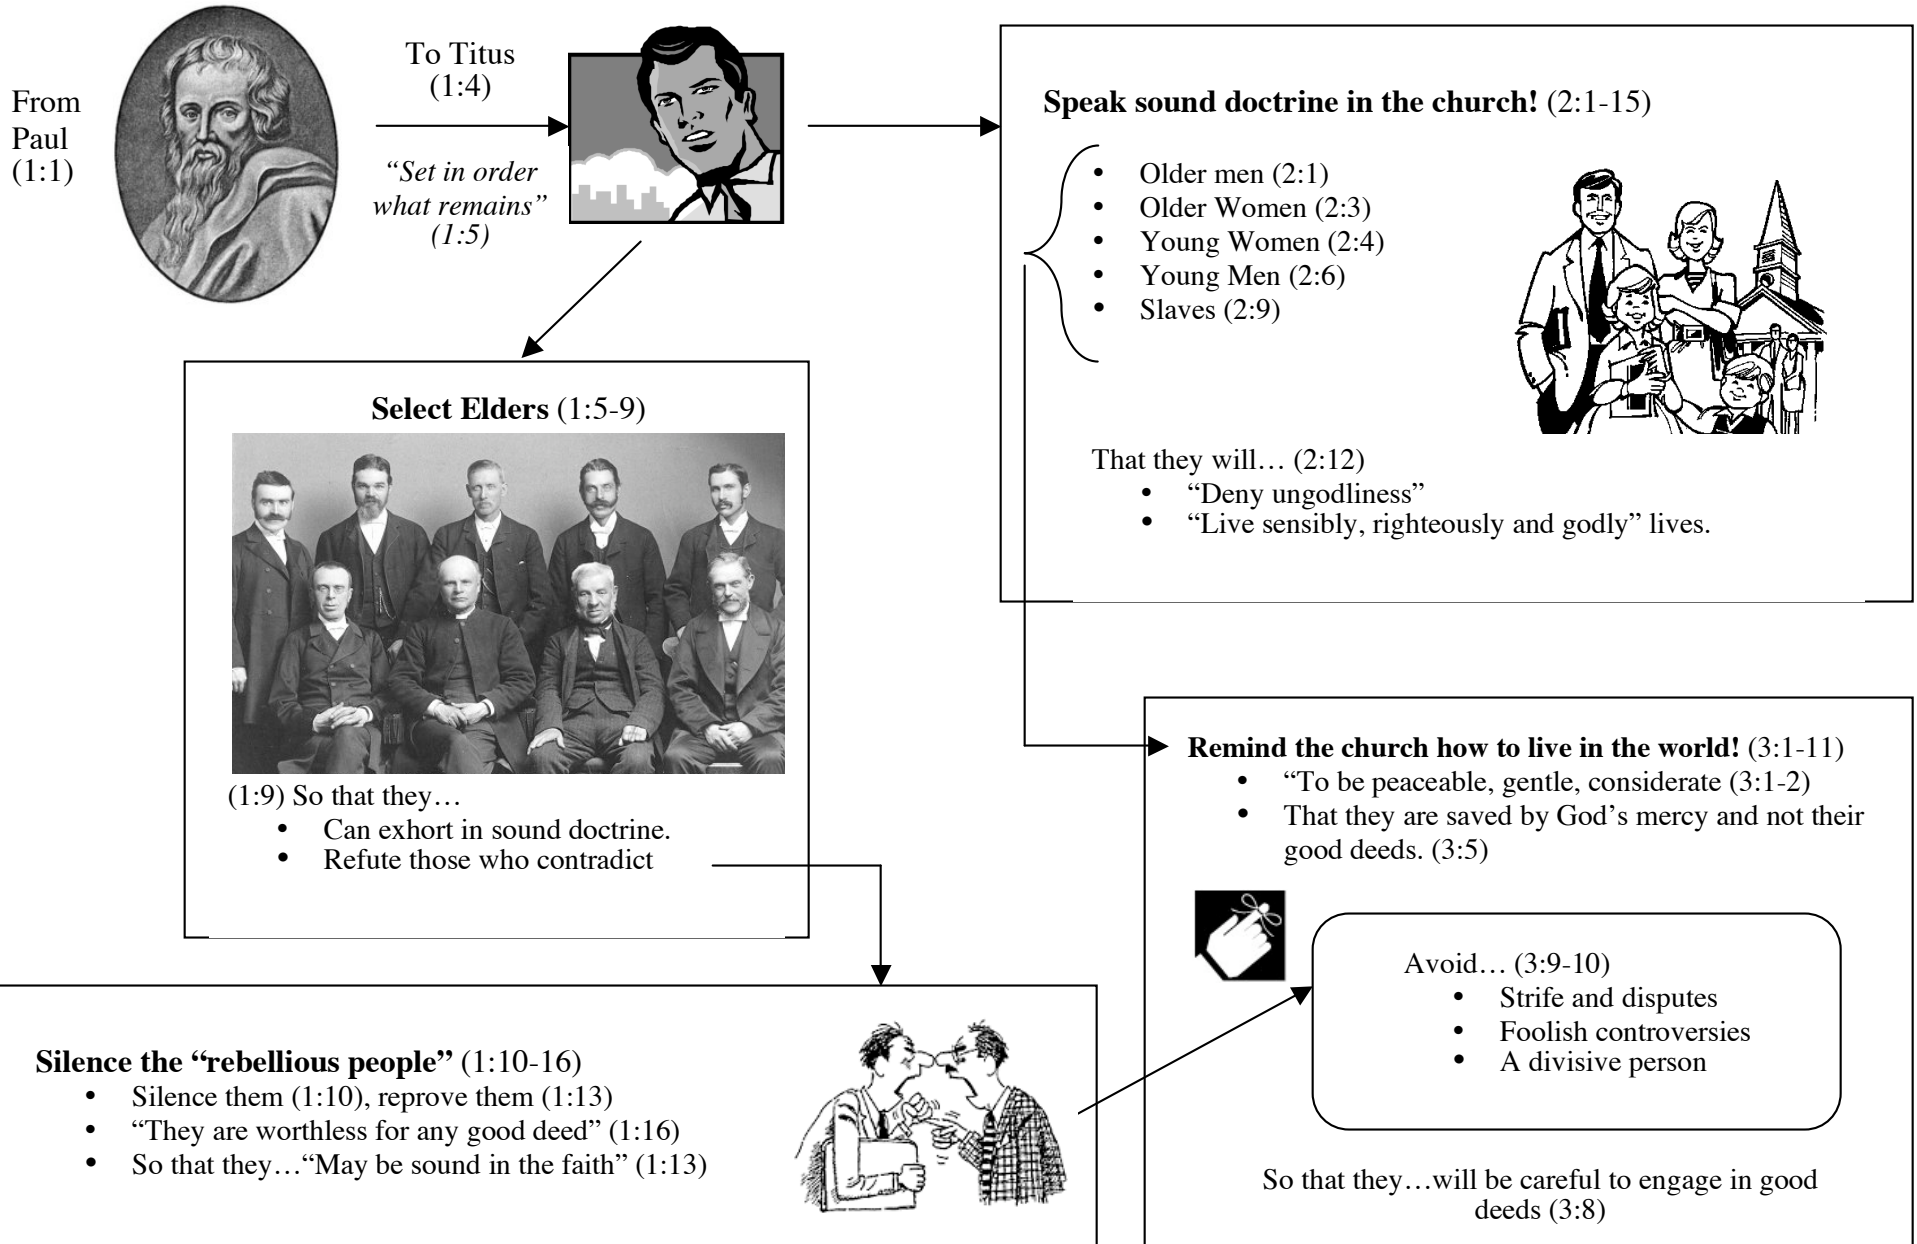 From
Paul
(1:1)
To Titus
(1:4)
“Set in order
what remains”
(1:5)
Speak sound doctrine in the church! (2:1-15)
• Older men (2:1)
• Older Women (2:3)
• Young Women (2:4)
• Young Men (2:6)
• Slaves (2:9)
That they will… (2:12)
• “Deny ungodliness”
• “Live sensibly, righteously and godly” lives.
Select Elders (1:5-9)
(1:9) So that they…
• Can exhort in sound doctrine.
• Refute those who contradict
Remind the church how to live in the world! (3:1-11)
• “To be peaceable, gentle, considerate (3:1-2)
• That they are saved by God’s mercy and not their
good deeds. (3:5)
Avoid… (3:9-10)
• Strife and disputes
• Foolish controversies
• A divisive person
So that they…will be careful to engage in good
deeds (3:8)
Silence the “rebellious people” (1:10-16)
• Silence them (1:10), reprove them (1:13)
• “They are worthless for any good deed” (1:16)
• So that they…“May be sound in the faith” (1:13)